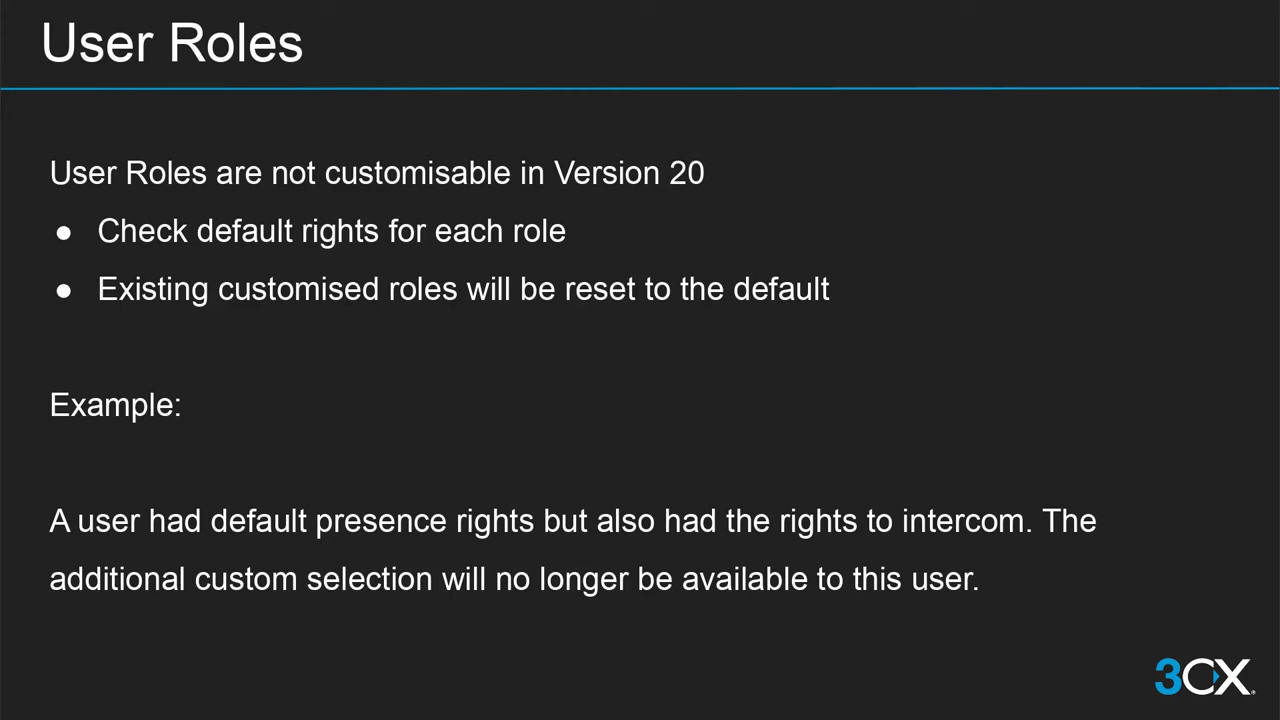 User Roles
User Roles are not customisable in Version 20
● Check default rights for each role
● Existing customised roles will be reset to the default
Example:
A user had default presence rights but also had the rights to intercom. The
additional custom selection will no longer be available to this user.
3CX®